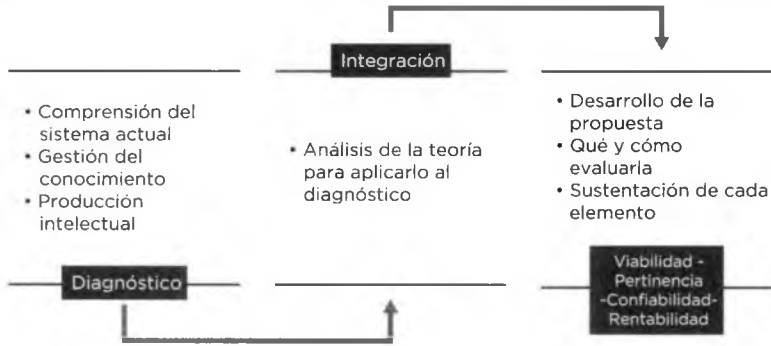 • Comprensión del
sistema actual
• Gestión del
conocimiento
• Producción
intelectual
Diagnóstico
Integración
• Análisis de la teoría
para aplicarlo al
diagnóstico
• Desarrollo de la
propuesta
• Qué y cómo
evaluarla
• Sustentación de cada
elemento
Viabilidad -
Pertinencia
-Confiabilidad-
Rentabilidad